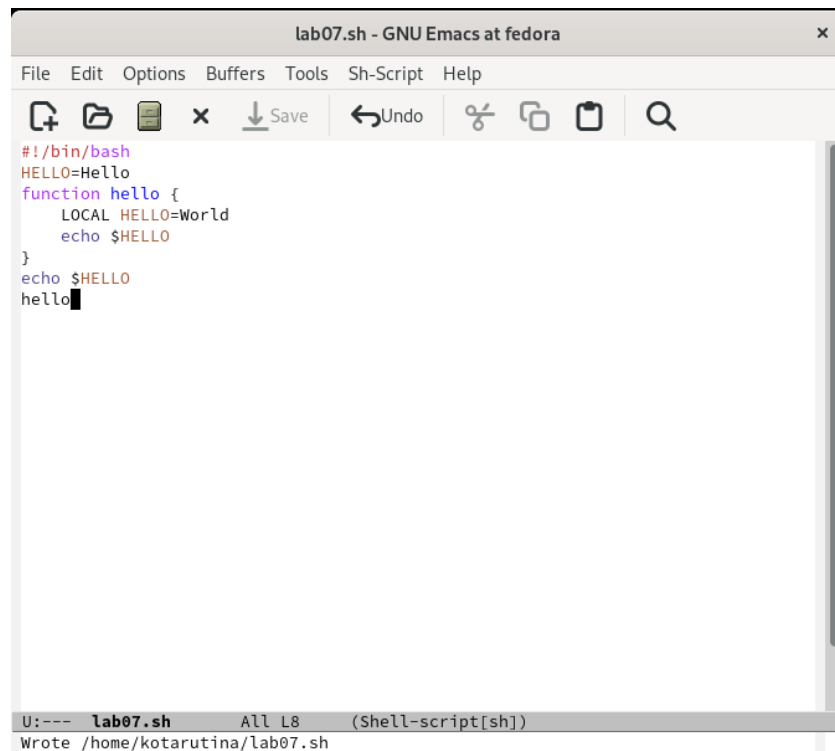 lab07.sh - GNU Emacs at fedora
File Edit Options Buffers Tools Sh-Script Help
Save Undo
#!/bin/bash
HELLO=Hello
function hello {
    LOCAL HELLO=World
    echo $HELLO
}
echo $HELLO
hello
U:--- lab07.sh All L8 (Shell-script[sh])
Wrote /home/kotarutina/lab07.sh